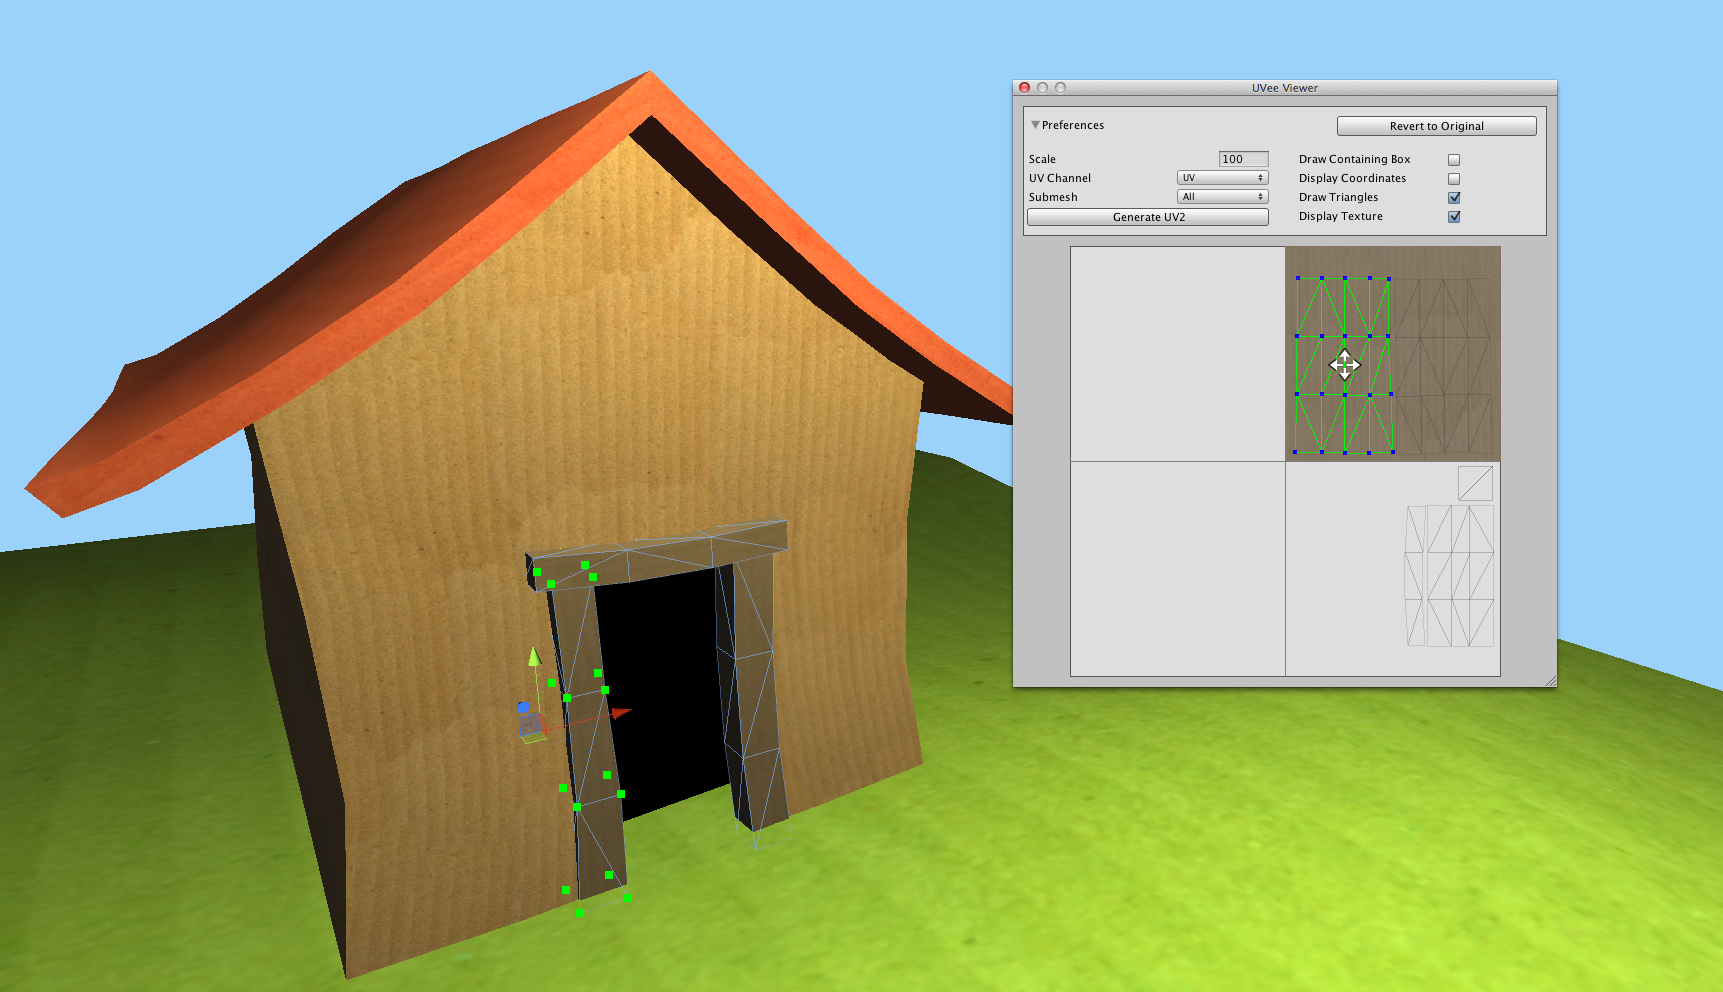 UVee Viewer
Preferences
Revert to Original
Scale 100 Draw Containing Box
UV Channel UV Display Coordinates
Submesh All Draw Triangles
Generate UV2 Display Texture